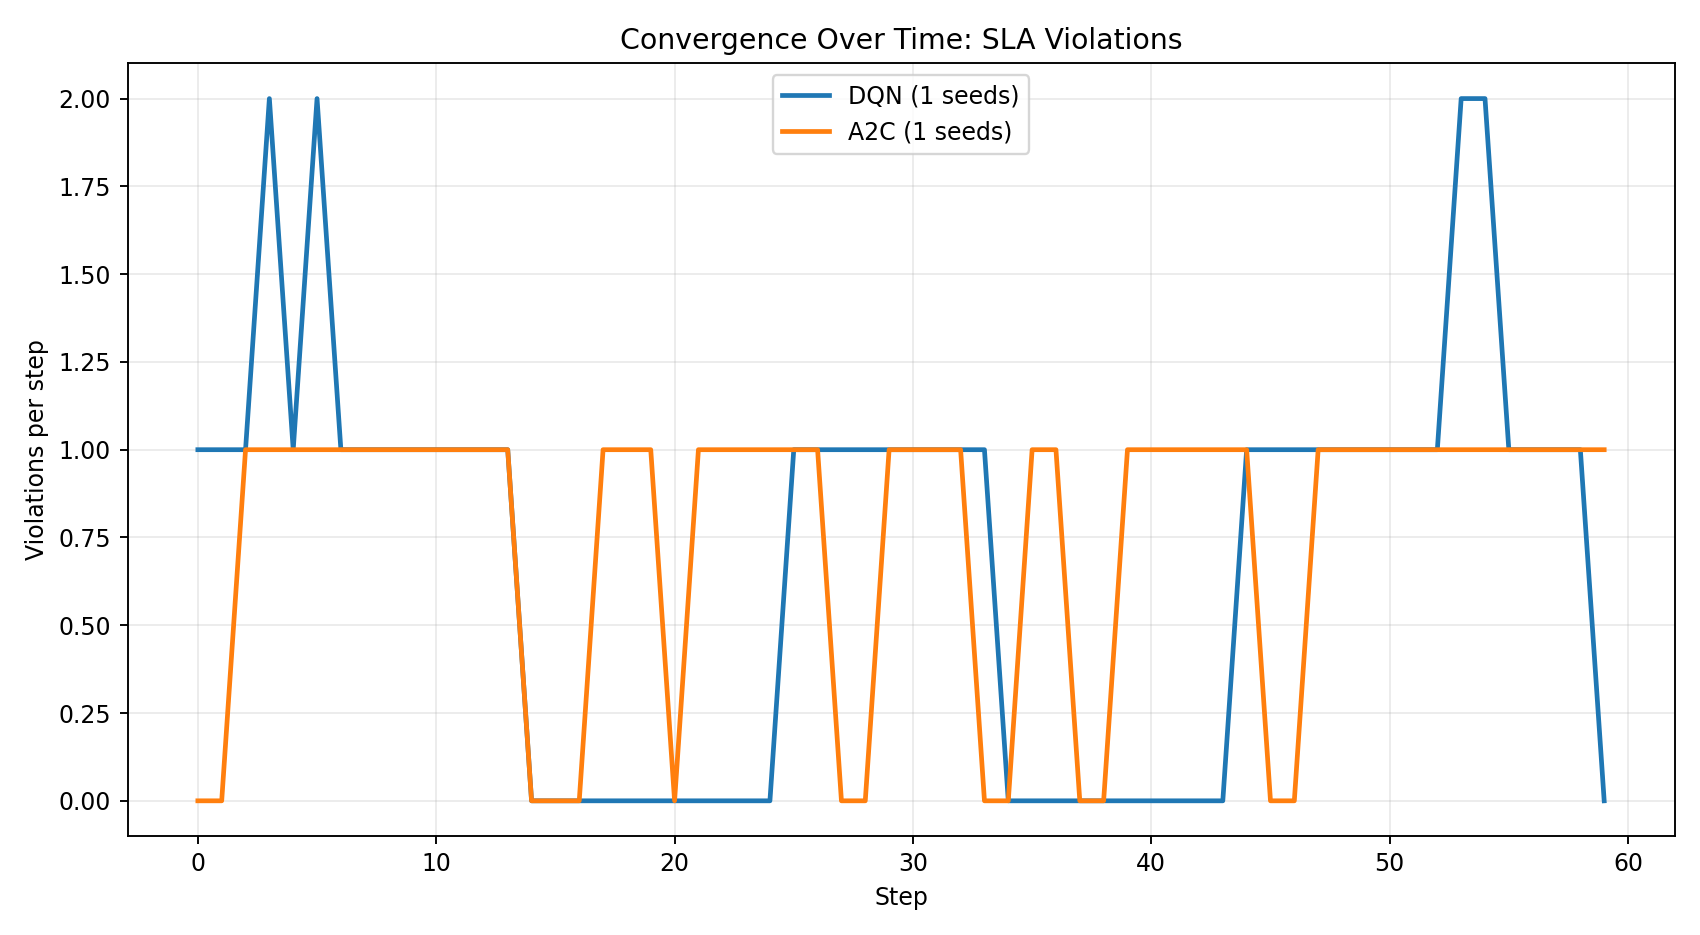 Convergence Over Time: SLA Violations
DQN (1 seeds)
A2C (1 seeds)
Violations per step
2.00
1.75
1.50
1.25
1.00
0.75
0.50
0.25
0.00
0 10 20 30 40 50 60
Step